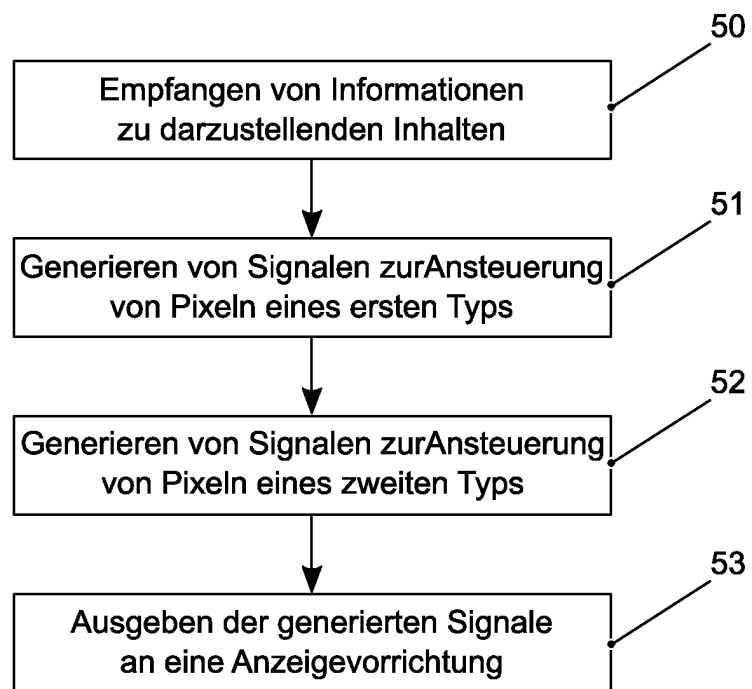 50
Empfangen von Informationen
zu darzustellenden Inhalten
51
Generieren von Signalen zurAnsteuerung
von Pixeln eines ersten Typs
52
Generieren von Signalen zurAnsteuerung
von Pixeln eines zweiten Typs
53
Ausgeben der generierten Signale
an eine Anzeigevorrichtung